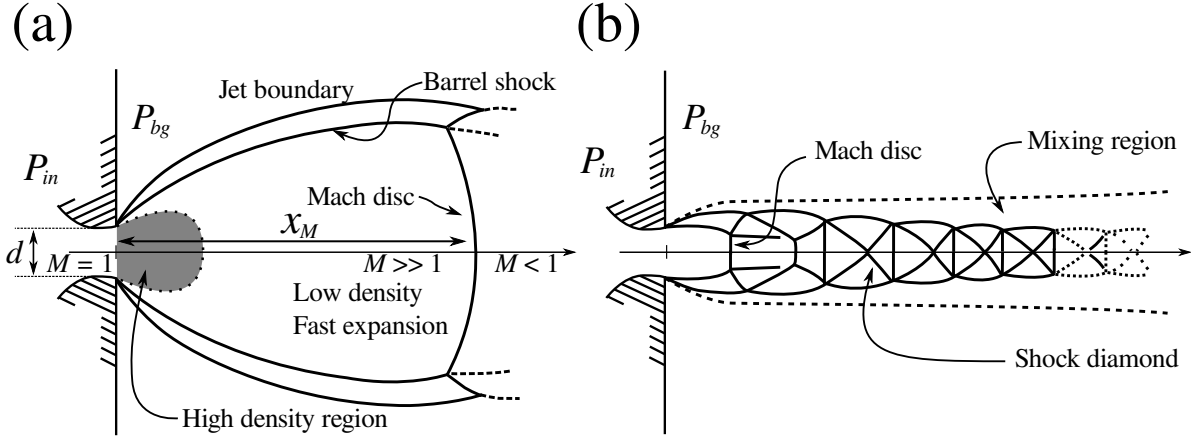 (a)
Jet boundary
Barrel shock
P_bg
P_in
Mach disc
x_M
d
M = 1
M >> 1
M < 1
Low density
Fast expansion
High density region
(b)
P_bg
Mach disc
Mixing region
P_in
Shock diamond